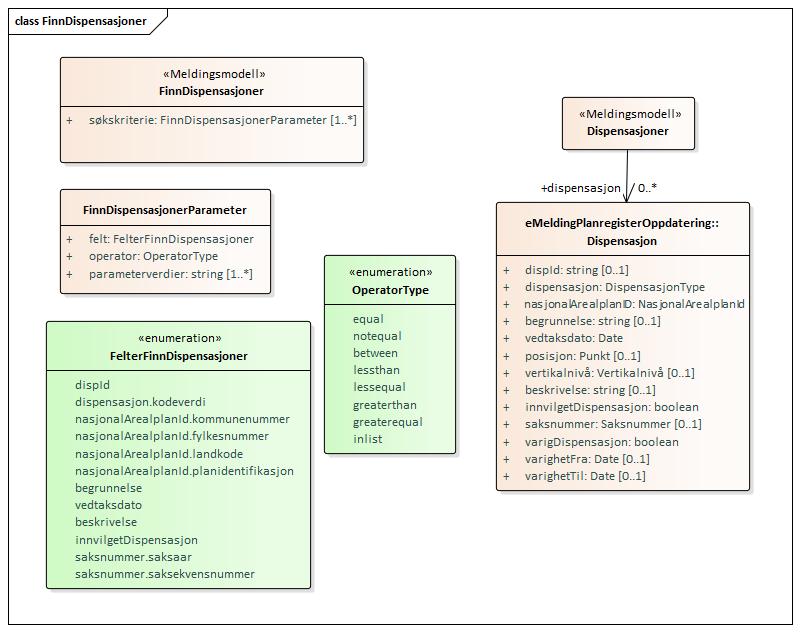 class FinnDispensasjoner
«Meldingsmodell»
FinnDispensasjoner
+ søkskriterie: FinnDispensasjonerParameter [1..*]
FinnDispensasjonerParameter
+ felt: FelterFinnDispensasjoner
+ operator: OperatorType
+ parameterverdier: string [1..*]
«enumeration»
FelterFinnDispensasjoner
dispId
dispensasjon.kodeverdi
nasjonalArealplanId.kommunenummer
nasjonalArealplanId.fylkesnummer
nasjonalArealplanId.landkode
nasjonalArealplanId.planidentifikasjon
begrunnelse
vedtaksdato
beskrivelse
innvilgetDispensasjon
saksnummer.saksaar
saksnummer.saksekvensnummer
«enumeration»
OperatorType
equal
notequal
between
lessthan
lessequal
greaterthan
greaterequal
inlist
«Meldingsmodell»
Dispensasjoner
+dispensasjon 0..*
eMeldingPlanregisterOppdatering::
Dispensasjon
+ dispId: string [0..1]
+ dispensasjon: DispensasjonType
+ nasjonalArealplanID: NasjonalArealplanId
+ begrunnelse: string [0..1]
+ vedtaksdato: Date
+ posisjon: Punkt [0..1]
+ vertikalnivå: Vertikalnivå [0..1]
+ beskrivelse: string [0..1]
+ innvilgetDispensasjon: boolean
+ saksnummer: Saksnummer [0..1]
+ varigDispensasjon: boolean
+ varighetFra: Date [0..1]
+ varighetTil: Date [0..1]